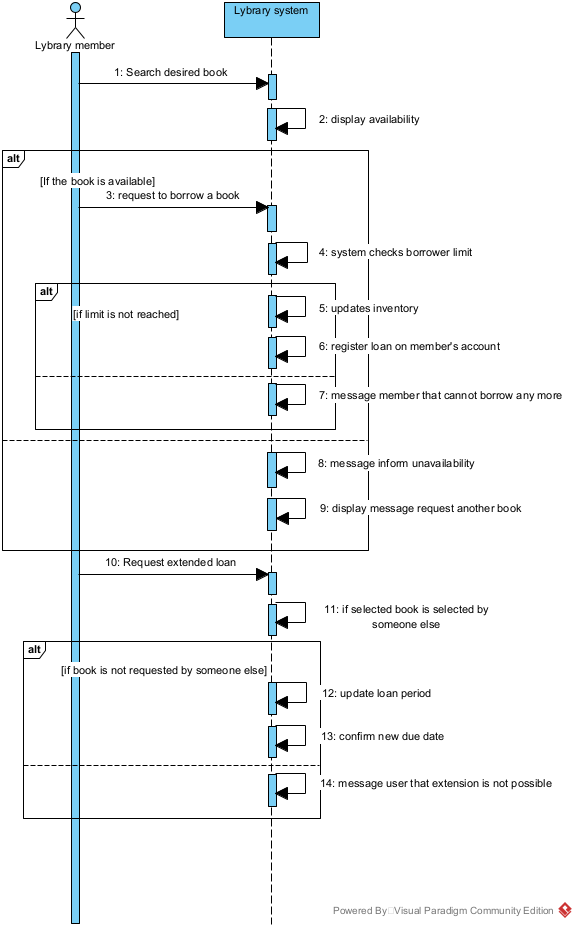 Lybrary system
Lybrary member
1: Search desired book
2: display availability
alt
[If the book is available]
3: request to borrow a book
4: system checks borrower limit
alt
[if limit is not reached]
5: updates inventory
6: register loan on member's account
7: message member that cannot borrow any more
8: message inform unavailability
9: display message request another book
10: Request extended loan
11: if selected book is selected by
someone else
alt
[if book is not requested by someone else]
12: update loan period
13: confirm new due date
14: message user that extension is not possible
Powered By Visual Paradigm Community Edition